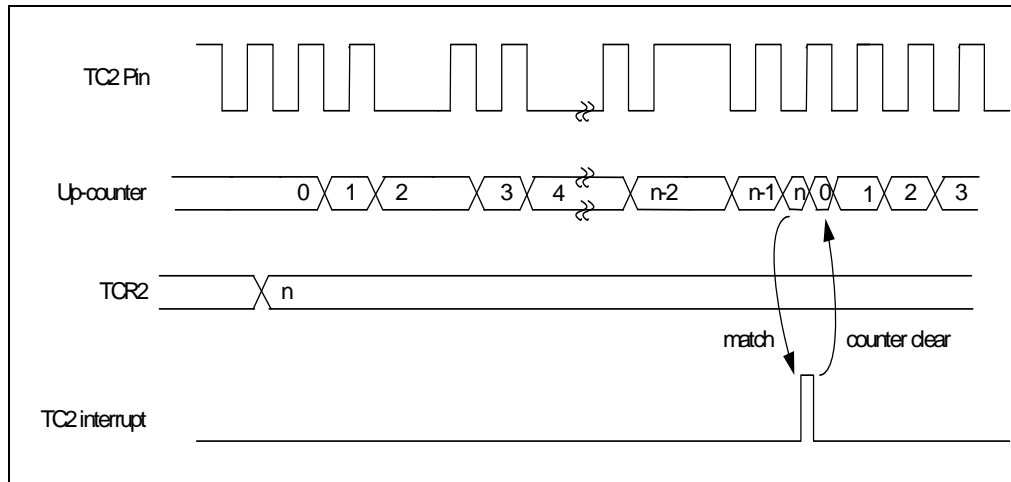 TC2 Pin
Up-counter 0 1 2 3 4 n-2 n-1 n 0 1 2 3
TCR2 n
match counter clear
TC2 interrupt